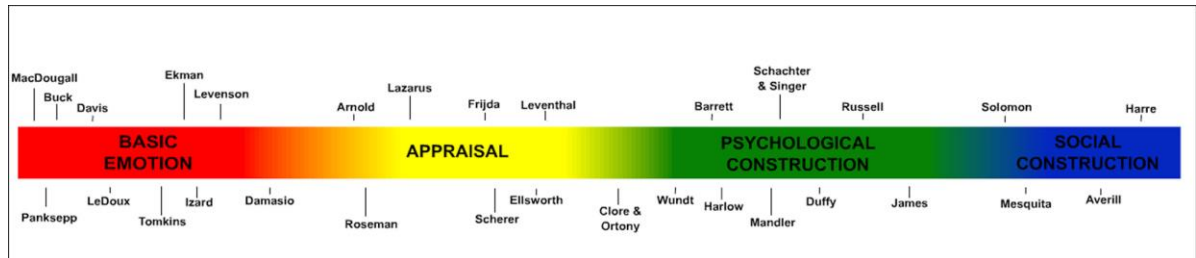 Schachter
& Singer
MacDougall
Ekman
Lazarus
Buck
Levenson
Davis
Arnold
Frijda
Leventhal
Barrett
Russell
Solomon
Harre
BASIC
EMOTION
APPRAISAL
PSYCHOLOGICAL
CONSTRUCTION
SOCIAL
CONSTRUCTION
Panksepp
LeDoux
Tomkins
Izard
Damasio
Roseman
Scherer
Ellsworth
Clore &
Ortony
Wundt
Harlow
Mandler
Duffy
James
Mesquita
Averill